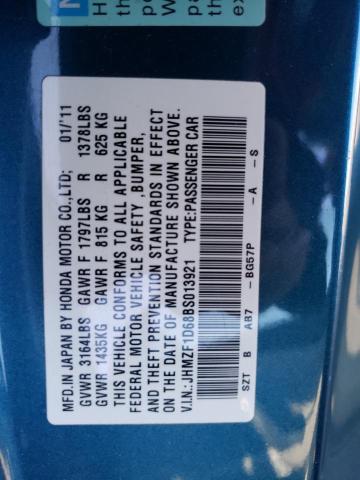 MFD.IN JAPAN BY HONDA MOTOR CO.,LTD; 01/'11
GVWR 3164LBS GAWR F 1797LBS R 1378LBS
GVWR 1435KG GAWR F 815 KG R 625 KG
THIS VEHICLE CONFORMS TO ALL APPLICABLE
FEDERAL MOTOR VEHICLE SAFETY ,BUMPER,
AND THEFT PREVENTION STANDARDS IN EFFECT
ON THE DATE OF MANUFACTURE SHOWN ABOVE.
V.I.N.: JHMZF1D68BS013921 TYPE:PASSENGER CAR
SZT B AB7 -BG57P -A -S